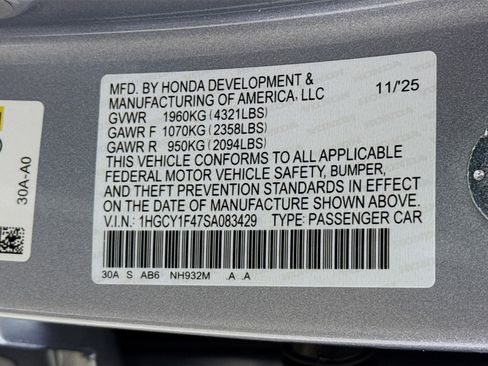 MFD. BY HONDA DEVELOPMENT &
MANUFACTURING OF AMERICA, LLC 11/'25
GVWR 1960KG (4321LBS)
GAWR F 1070KG (2358LBS)
GAWR R 950KG (2094LBS)
THIS VEHICLE CONFORMS TO ALL APPLICABLE
FEDERAL MOTOR VEHICLE SAFETY, BUMPER,
AND THEFT PREVENTION STANDARDS IN EFFECT
ON THE DATE OF MANUFACTURE SHOWN ABOVE.
V.I.N.: 1HGCY1F47SA083429 TYPE: PASSENGER CAR
30A S AB6 NH932M .A .A
30A-A0